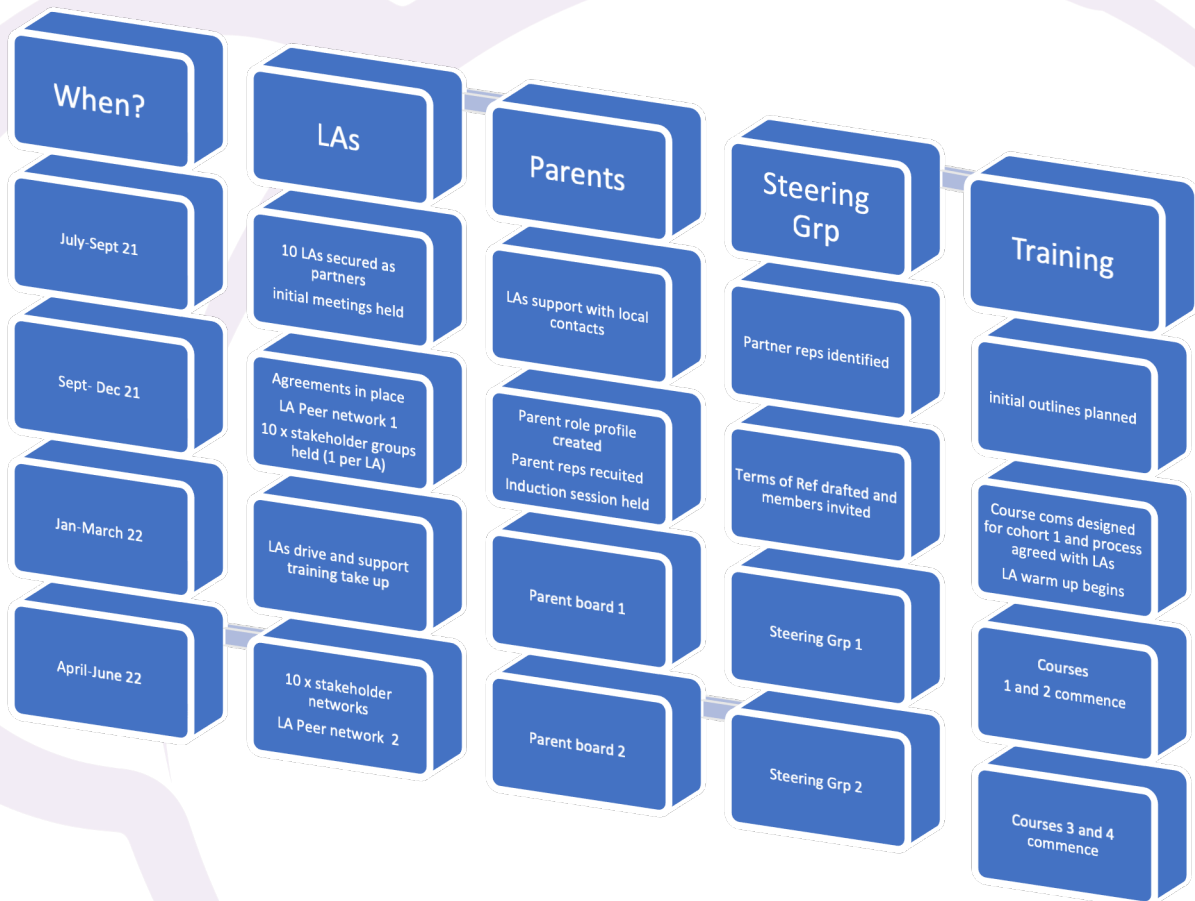 When?
July-Sept 21
Sept- Dec 21
Jan-March 22
April-June 22
LAs
10 LAs secured as
partners
initial meetings held
Agreements in place
LA Peer network 1
10 x stakeholder groups
held (1 per LA)
LAs drive and support
training take up
10 x stakeholder
networks
LA Peer network 2
Parents
LAs support with local
contacts
Parent role profile
created
Parent reps recuited
Induction session held
Parent board 1
Parent board 2
Steering
Grp
Partner reps identified
Terms of Ref drafted and
members invited
Steering Grp 1
Steering Grp 2
Training
initial outlines planned
Course coms designed
for cohort 1 and process
agreed with LAs
LA warm up begins
Courses
1 and 2 commence
Courses 3 and 4
commence